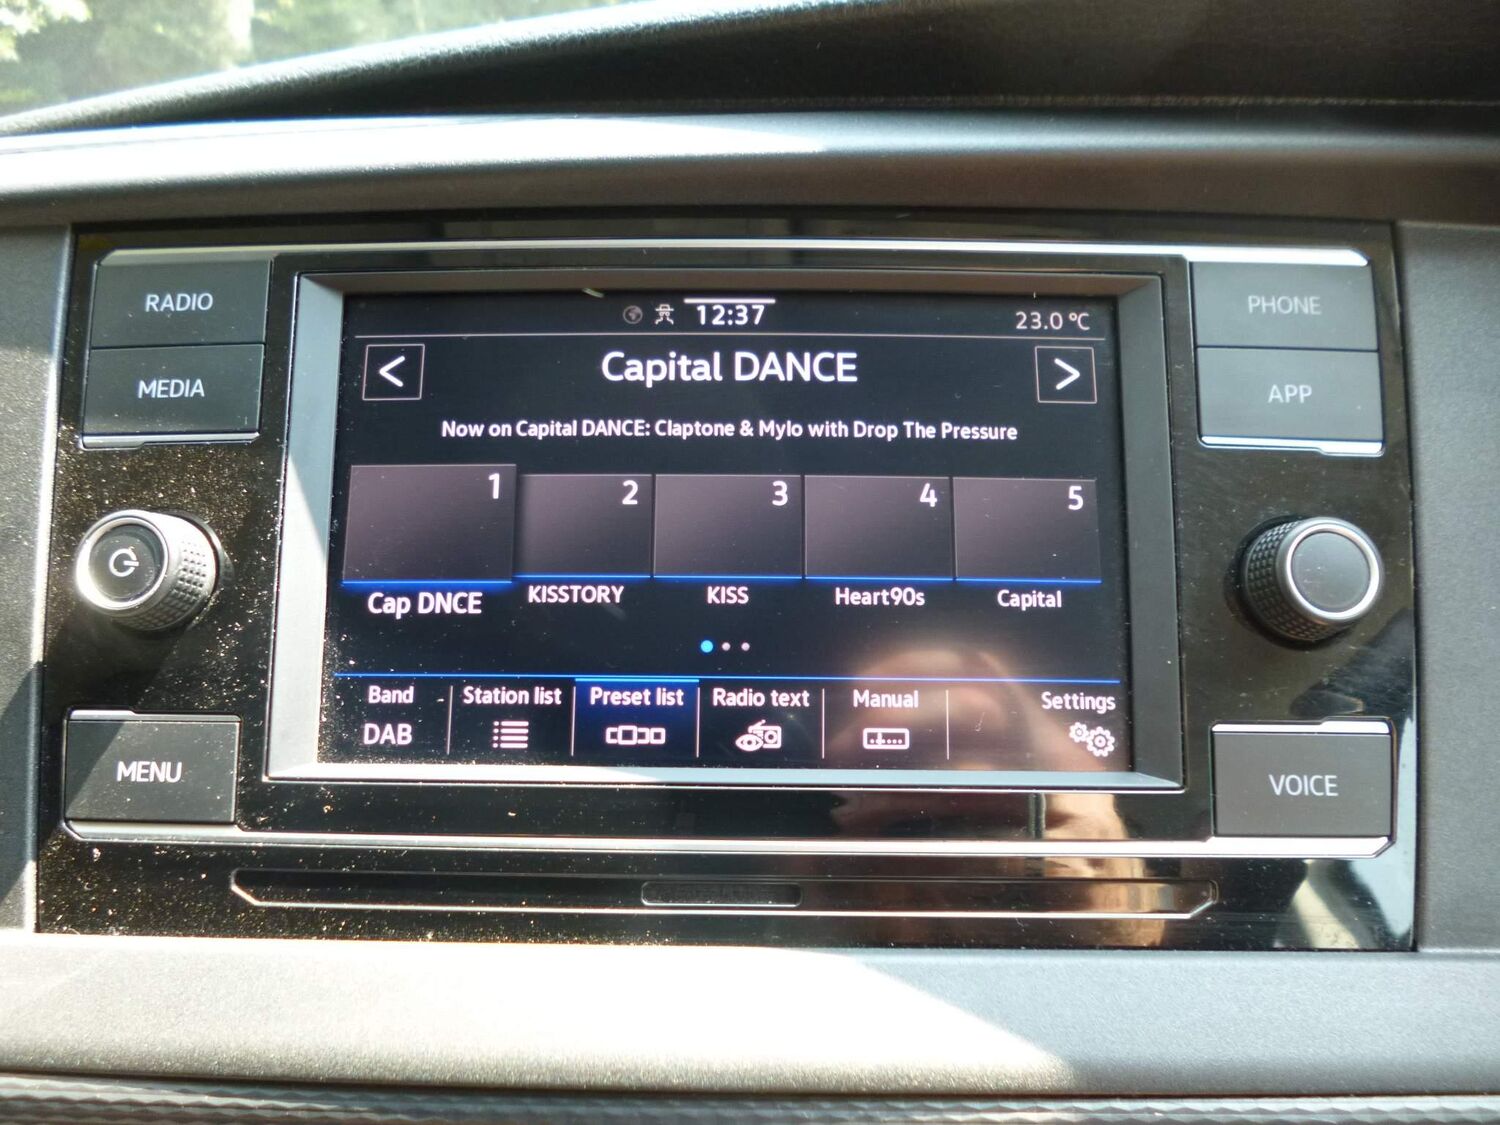 RADIO
MEDIA
MENU
12:37
23.0 °C
<
Capital DANCE
>
Now on Capital DANCE: Claptone & Mylo with Drop The Pressure
1
2
3
4
5
Cap DNCE
KISSTORY
KISS
Heart90s
Capital
Band
DAB
Station list
Preset list
Radio text
Manual
Settings
PHONE
APP
VOICE